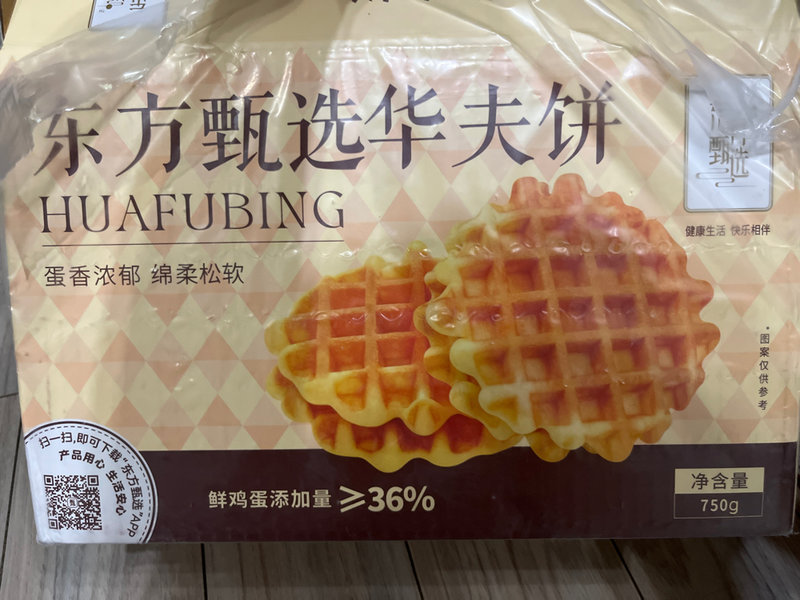 东方甄选华夫饼
HUAFUBING
蛋香浓郁 绵柔松软
甄选
健康生活 快乐相伴
*图案仅供参考
扫一扫,即可下载“东方甄选”App
产品用心 生活安心
鲜鸡蛋添加量 ≥36%
净含量
750g